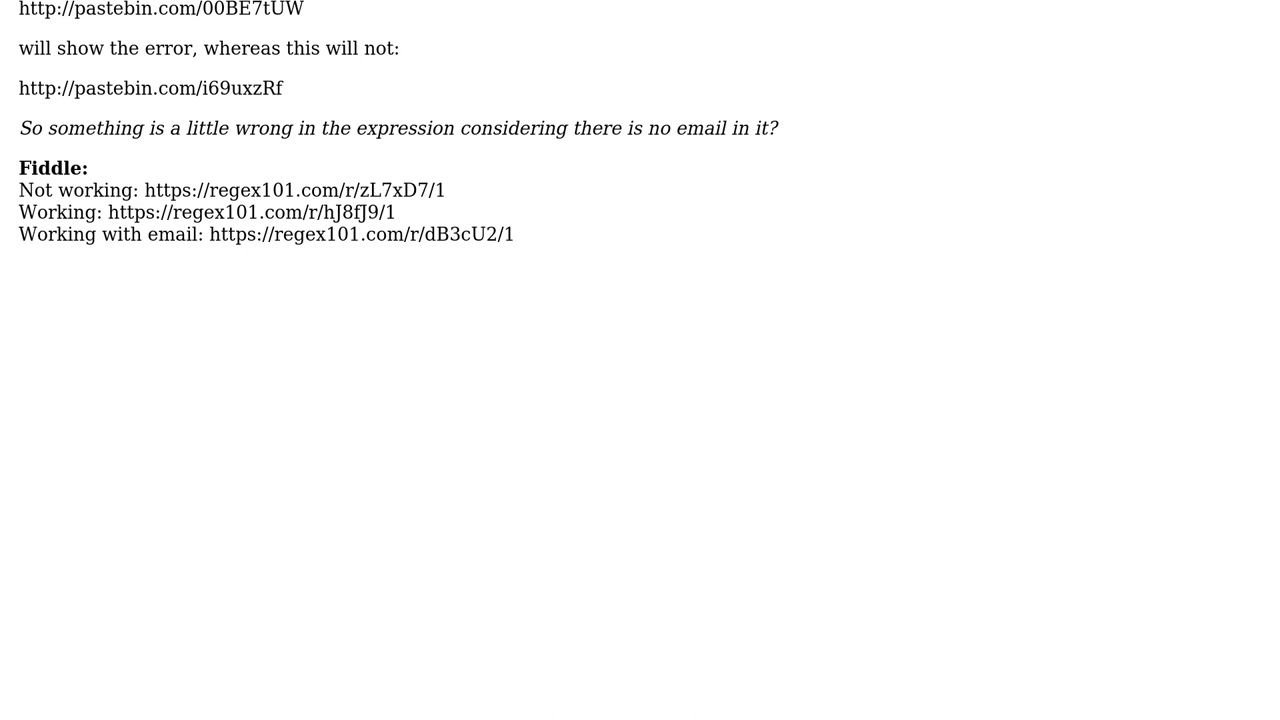 http://pastebin.com/00BE7tUW
will show the error, whereas this will not:
http://pastebin.com/i69uxzRf
So something is a little wrong in the expression considering there is no email in it?
Fiddle:
Not working: https://regex101.com/r/zL7xD7/1
Working: https://regex101.com/r/hJ8fJ9/1
Working with email: https://regex101.com/r/dB3cU2/1